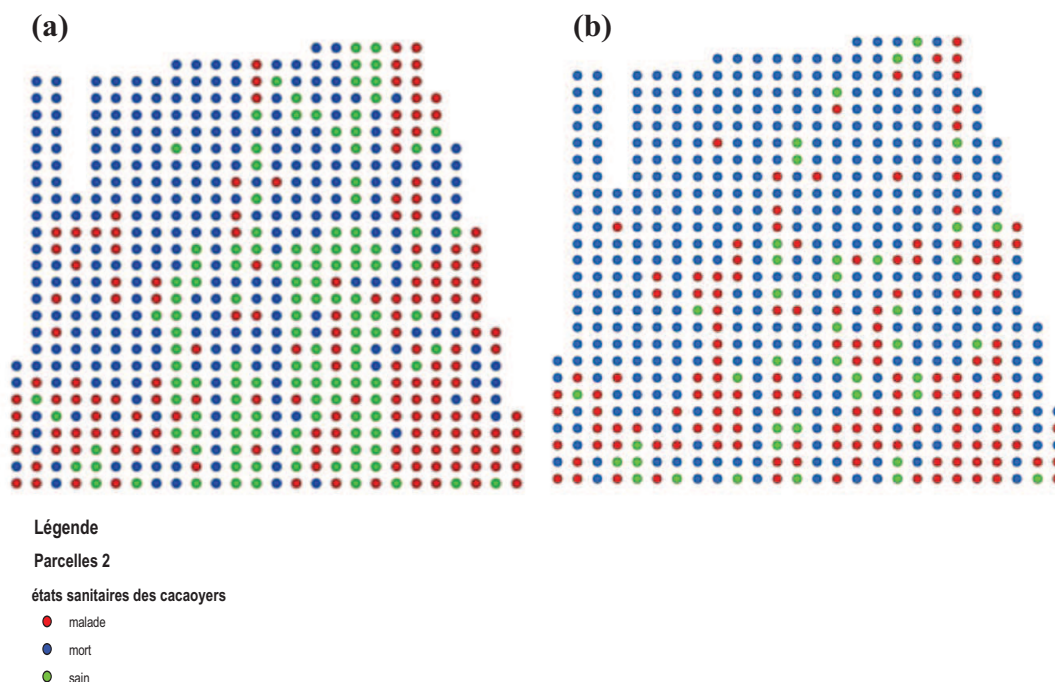 (a)
(b)
Légende
Parcelles 2
états sanitaires des cacaoyers
malade
mort
sain